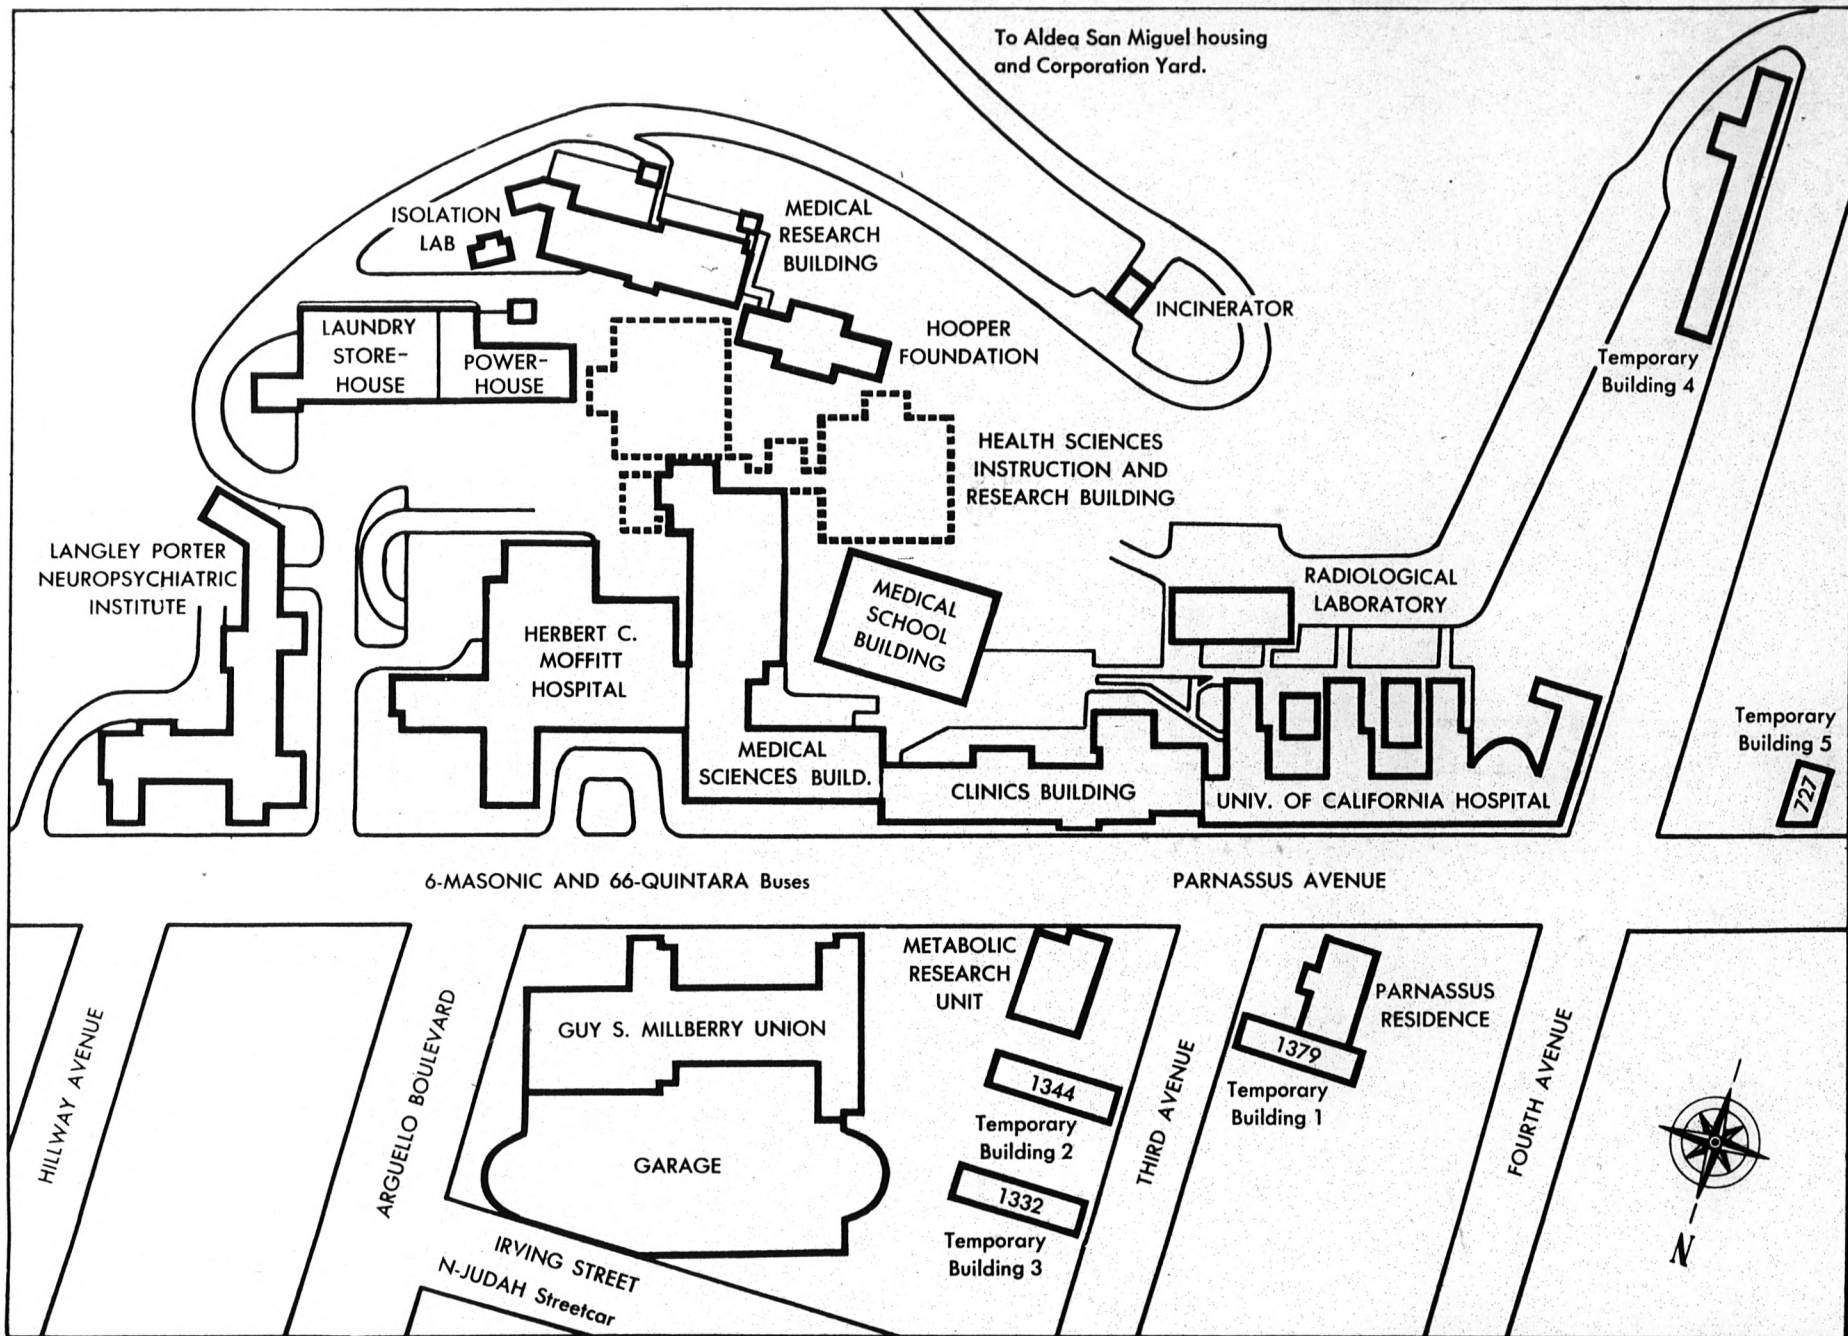 To Aldea San Miguel housing
and Corporation Yard.
ISOLATION
LAB
MEDICAL
RESEARCH
BUILDING
INCINERATOR
LAUNDRY
STORE-
HOUSE
POWER-
HOUSE
HOOPER
FOUNDATION
Temporary
Building 4
HEALTH SCIENCES
INSTRUCTION AND
RESEARCH BUILDING
LANGLEY PORTER
NEUROPSYCHIATRIC
INSTITUTE
HERBERT C.
MOFFITT
HOSPITAL
MEDICAL
SCHOOL
BUILDING
RADIOLOGICAL
LABORATORY
Temporary
Building 5
727
MEDICAL
SCIENCES BUILD.
CLINICS BUILDING
UNIV. OF CALIFORNIA HOSPITAL
6-MASONIC AND 66-QUINTARA Buses
PARNASSUS AVENUE
HILLWAY AVENUE
ARGUELLO BOULEVARD
GUY S. MILLBERRY UNION
GARAGE
METABOLIC
RESEARCH
UNIT
1344
Temporary
Building 2
1332
Temporary
Building 3
THIRD AVENUE
PARNASSUS
RESIDENCE
1379
Temporary
Building 1
FOURTH AVENUE
IRVING STREET
N-JUDAH Streetcar
N